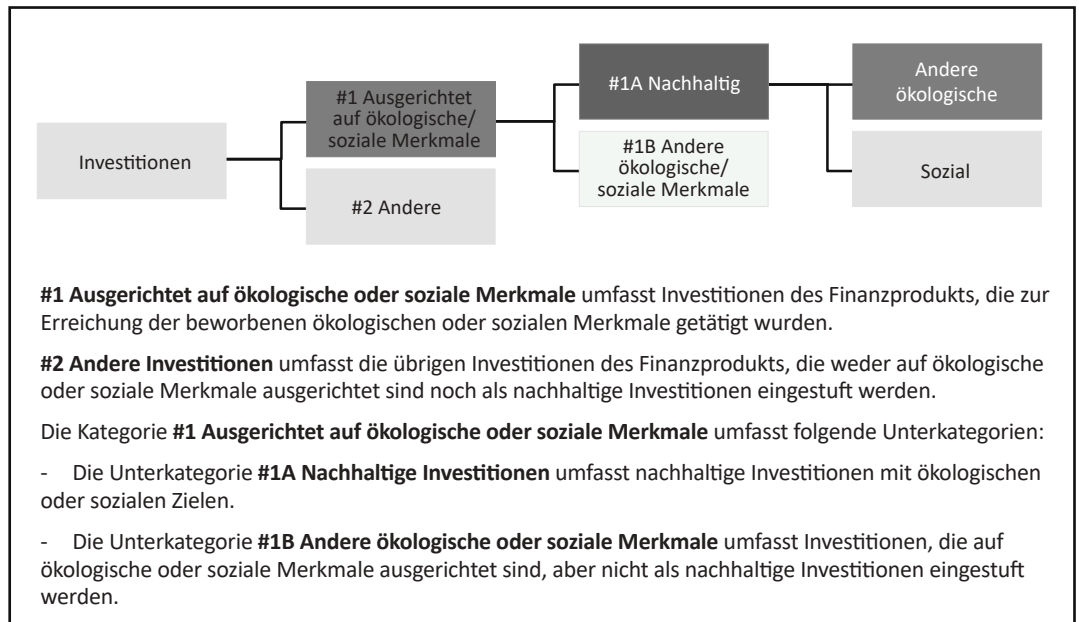 Investitionen
#1 Ausgerichtet
auf ökologische/
soziale Merkmale
#2 Andere
#1A Nachhaltig
#1B Andere
ökologische/
soziale Merkmale
Andere
ökologische
Sozial
#1 Ausgerichtet auf ökologische oder soziale Merkmale umfasst Investitionen des Finanzprodukts, die zur
Erreichung der beworbenen ökologischen oder sozialen Merkmale getätigt wurden.
#2 Andere Investitionen umfasst die übrigen Investitionen des Finanzprodukts, die weder auf ökologische
oder soziale Merkmale ausgerichtet sind noch als nachhaltige Investitionen eingestuft werden.
Die Kategorie #1 Ausgerichtet auf ökologische oder soziale Merkmale umfasst folgende Unterkategorien:
- Die Unterkategorie #1A Nachhaltige Investitionen umfasst nachhaltige Investitionen mit ökologischen
oder sozialen Zielen.
- Die Unterkategorie #1B Andere ökologische oder soziale Merkmale umfasst Investitionen, die auf
ökologische oder soziale Merkmale ausgerichtet sind, aber nicht als nachhaltige Investitionen eingestuft
werden.